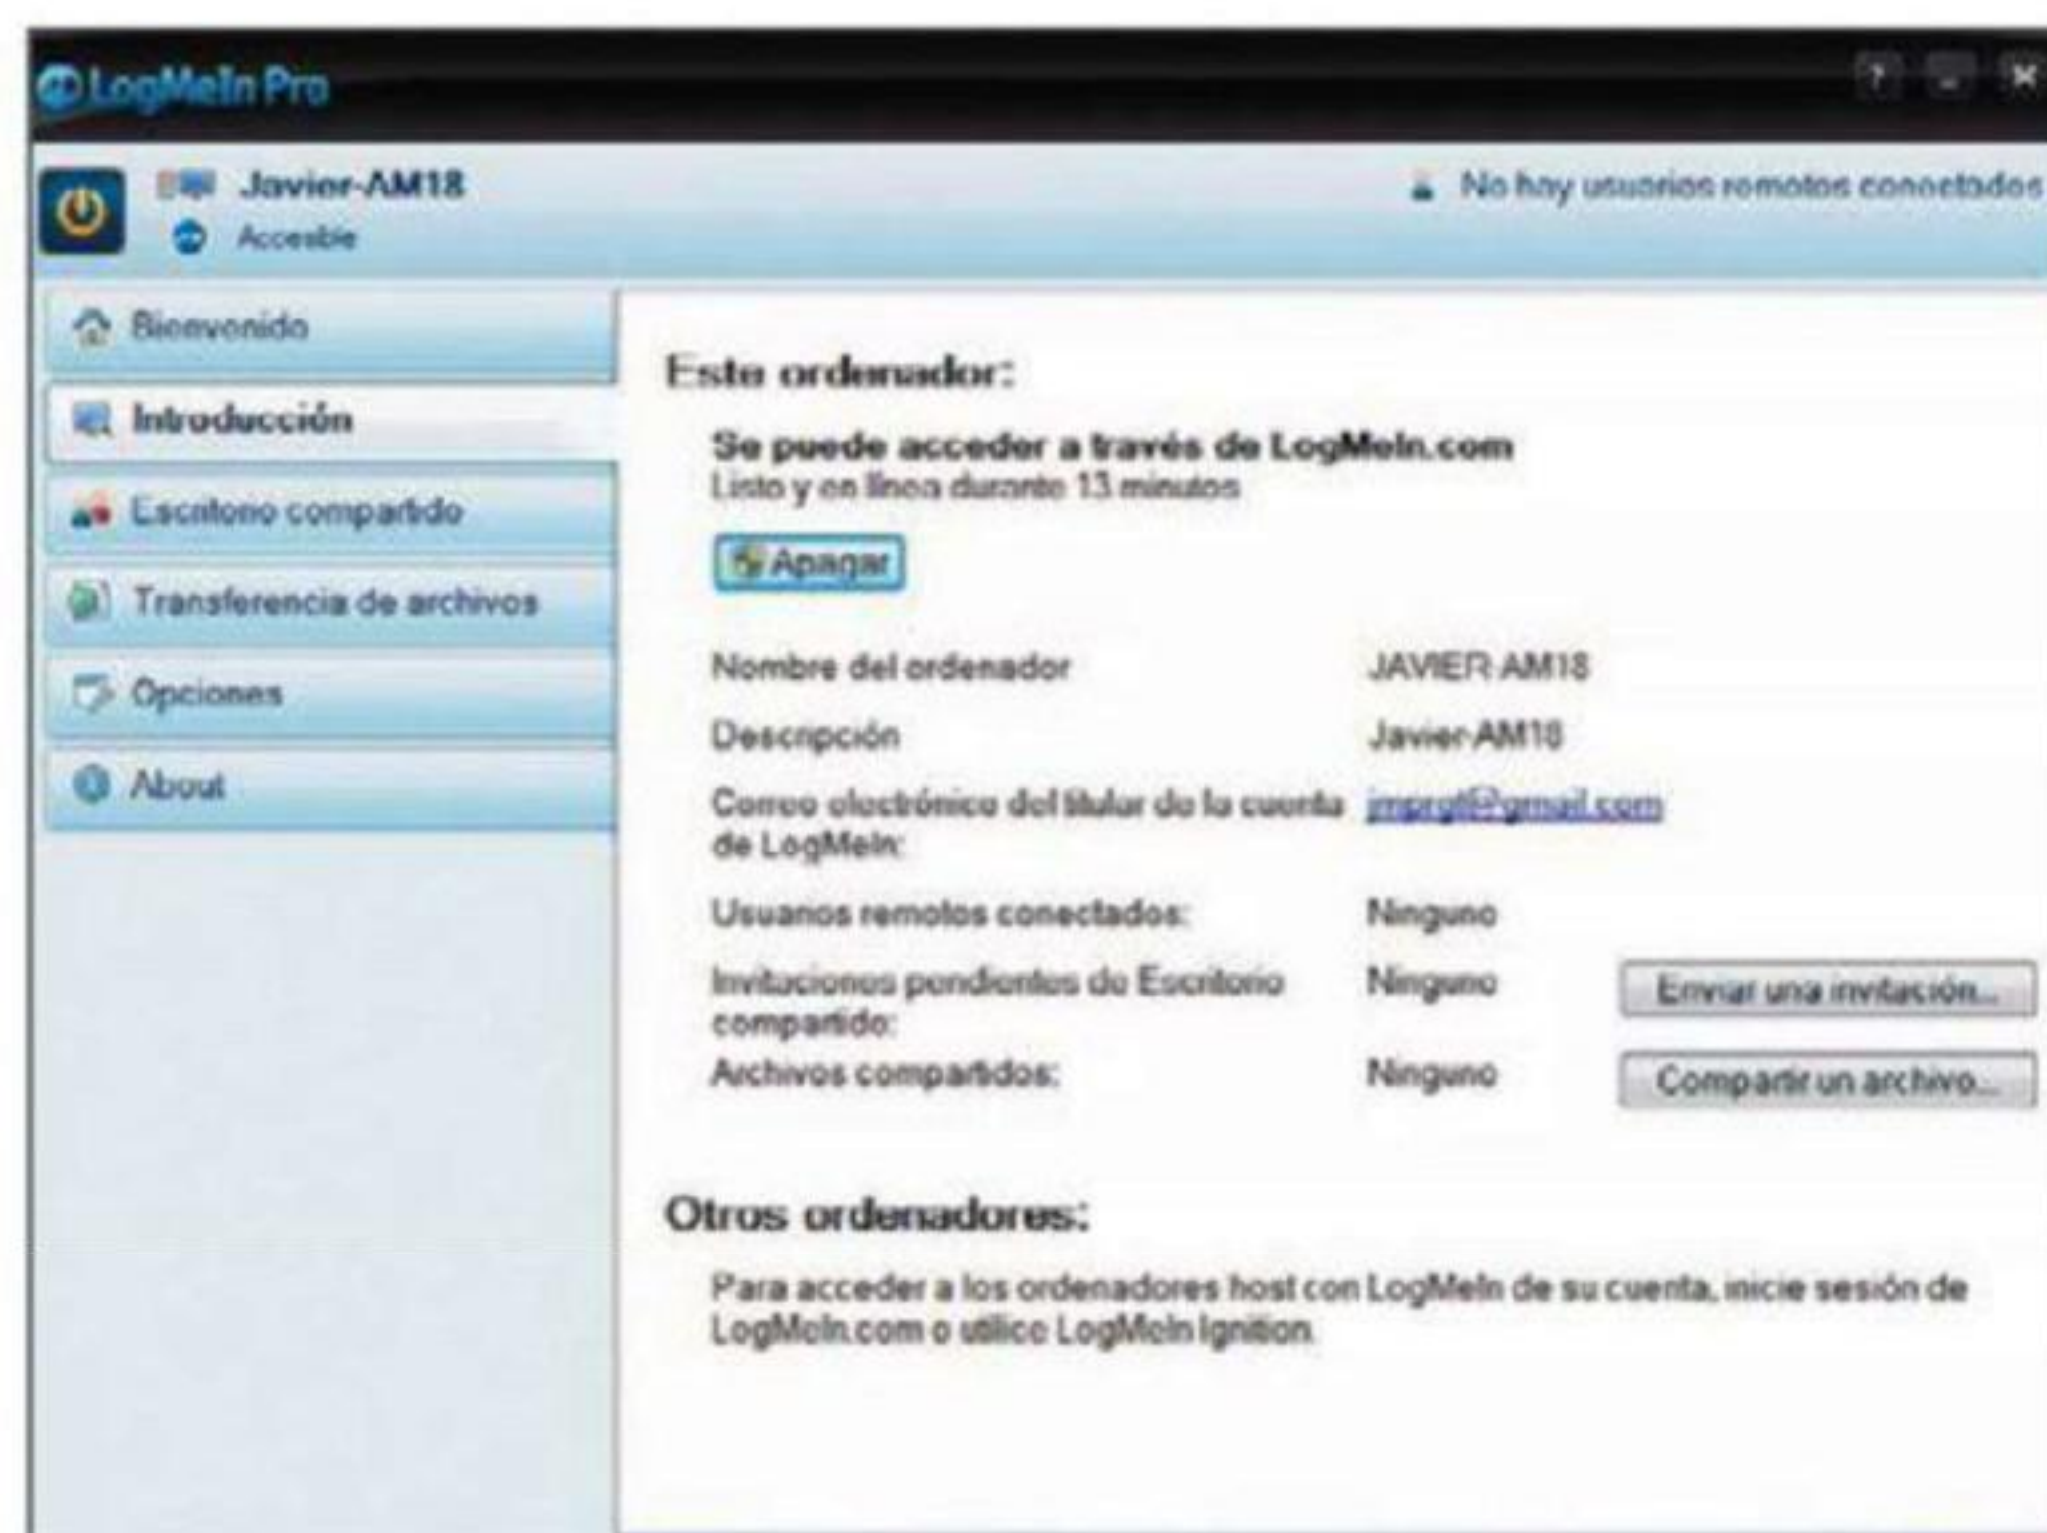 LogMeIn Pro
Javier-AM18
No hay usuarios remotos conectados
Accesible
Bienvenido
Introducción
Escritorio compartido
Transferencia de archivos
Opciones
About
Este ordenador:
Se puede acceder a través de LogMeIn.com
Listo y en línea durante 13 minutos
Apagar
Nombre del ordenador JAVIER-AM18
Descripción Javier-AM18
Correo electrónico del titular de la cuenta
de LogMeIn:
Usuarios remotos conectados: Ninguno
Invitaciones pendientes de Escritorio Ninguno Enviar una invitación...
compartido:
Archivos compartidos: Ninguno Compartir un archivo...
Otros ordenadores:
Para acceder a los ordenadores host con LogMeIn de su cuenta, inicie sesión de
LogMeIn.com o utilice LogMeIn Ignition.